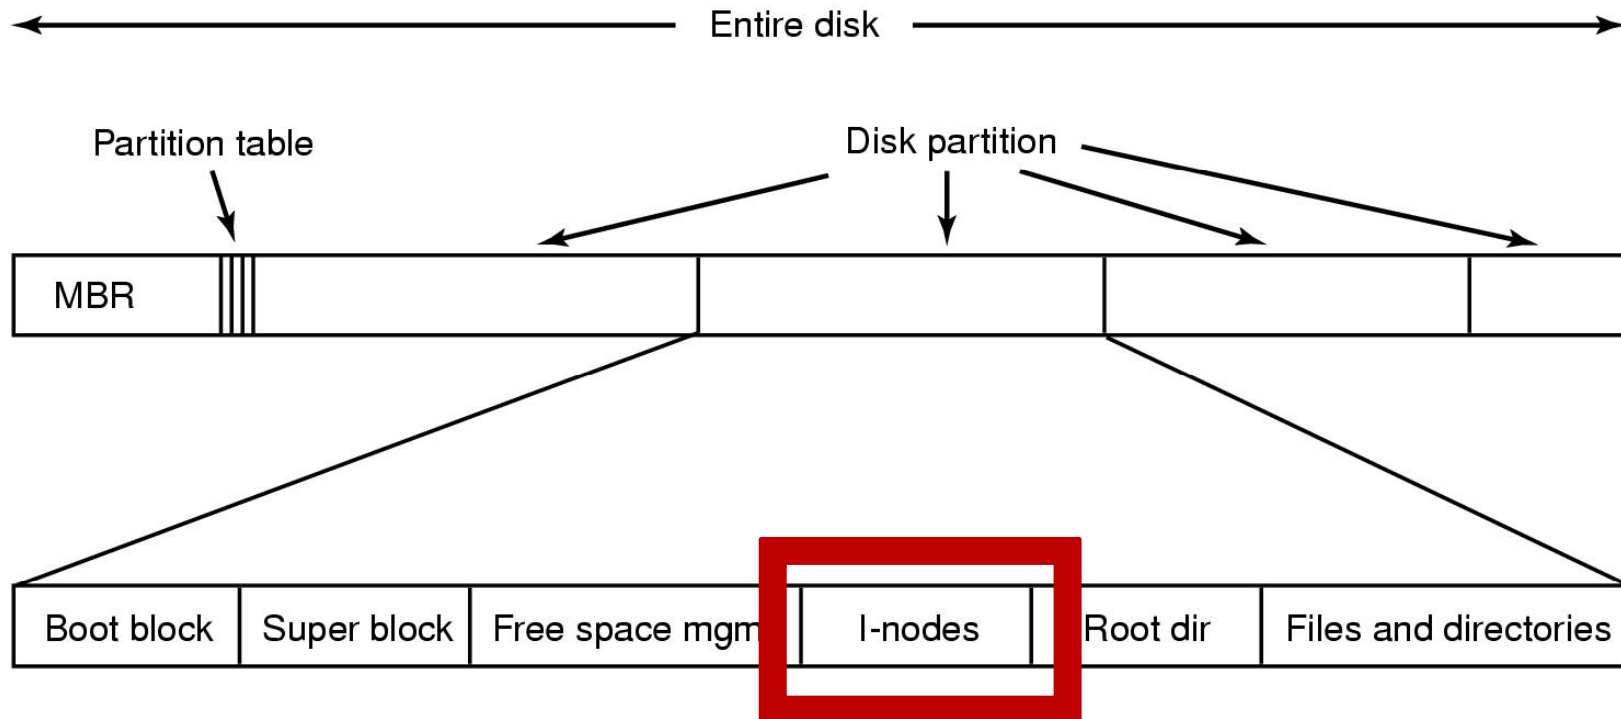 Entire disk
Partition table
Disk partition
MBR
Boot block
Super block
Free space mgm
I-nodes
Root dir
Files and directories